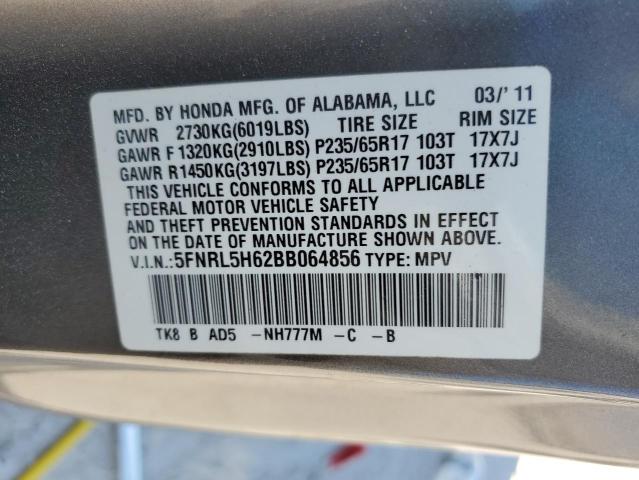 MFD. BY HONDA MFG. OF ALABAMA, LLC 03/'11
GVWR 2730KG(6019LBS) TIRE SIZE RIM SIZE
GAWR F 1320KG(2910LBS) P235/65R17 103T 17X7J
GAWR R1450KG(3197LBS) P235/65R17 103T 17X7J
THIS VEHICLE CONFORMS TO ALL APPLICABLE
FEDERAL MOTOR VEHICLE SAFETY
AND THEFT PREVENTION STANDARDS IN EFFECT
ON THE DATE OF MANUFACTURE SHOWN ABOVE.
V.I.N.:5FNRL5H62BB064856 TYPE: MPV
TK8 B AD5 -NH777M -C -B